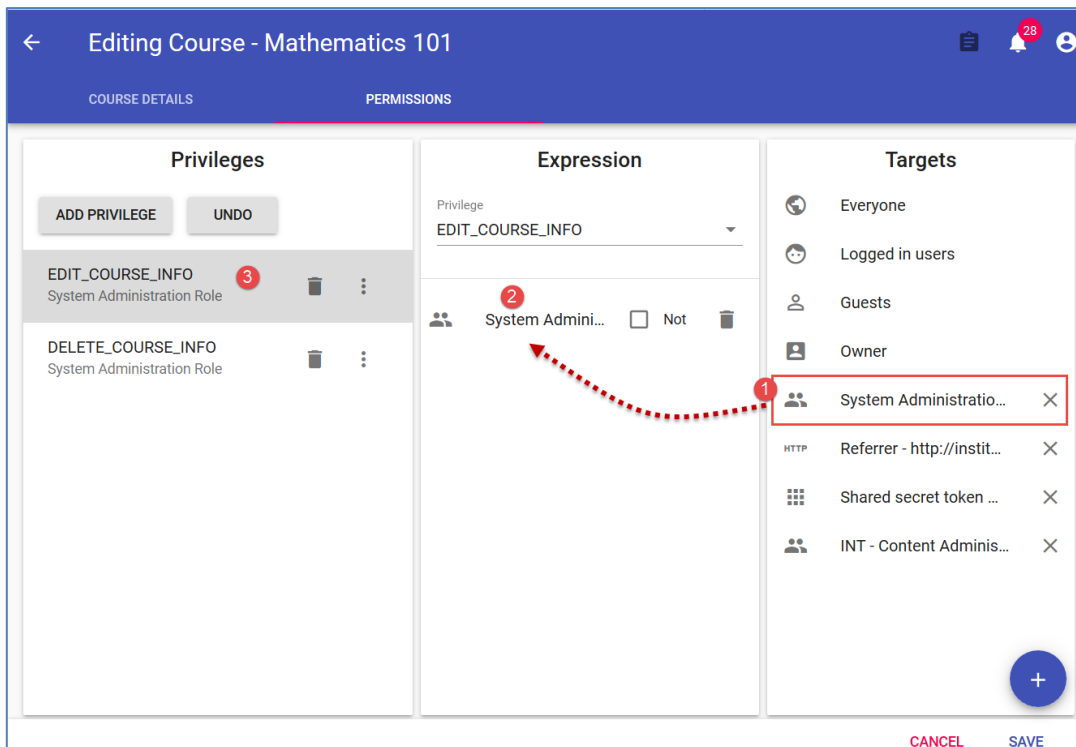 Editing Course - Mathematics 101
28
COURSE DETAILS
PERMISSIONS
Privileges
ADD PRIVILEGE
UNDO
EDIT_COURSE_INFO
3
System Administration Role
DELETE_COURSE_INFO
System Administration Role
Expression
Privilege
EDIT_COURSE_INFO
2
System Admini...
Not
Targets
Everyone
Logged in users
Guests
Owner
1
System Administratio...
HTTP
Referrer - http://instit...
Shared secret token ...
INT - Content Adminis...
+
CANCEL
SAVE